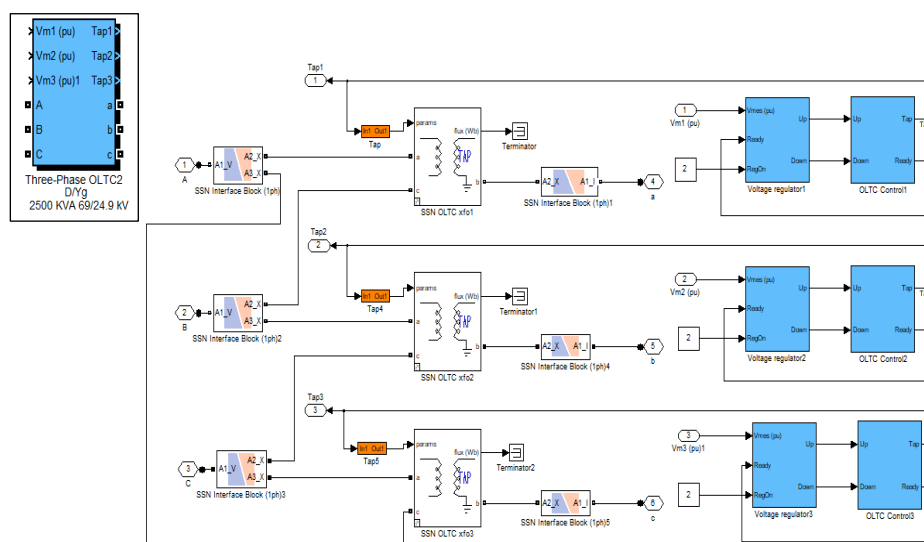 Vm1 (pu) Tap1
Vm2 (pu) Tap2
Vm3 (pu)1 Tap3
A a
B b
C c
Three-Phase OLTC2
D/Yg
2500 KVA 69/24.9 kV
Tap1
1
In1 Out1
Tap
params
flux (Wb)
Terminator
TAP
a
c
b
SSN OLTC xfo1
1
A
A1_V A2_X
A3_X
SSN Interface Block (1ph)
A2_X A1_I
SSN Interface Block (1ph)1
4
a
1
Vm1 (pu)
2
Vmes (pu)
Ready
RegOn
Up
Down
Voltage regulator1
Up Tap
Down
OLTC Control1
Tap2
2
In1 Out1
Tap4
params
flux (Wb)
Terminator1
TAP
a
c
b
SSN OLTC xfo2
2
B
A1_V A2_X
A3_X
SSN Interface Block (1ph)2
A2_X A1_I
SSN Interface Block (1ph)4
5
b
2
Vm2 (pu)
2
Vmes (pu)
Ready
RegOn
Up
Down
Voltage regulator2
Up Tap
Down
OLTC Control2
Tap3
3
In1 Out1
Tap5
params
flux (Wb)
Terminator2
TAP
a
c
b
SSN OLTC xfo3
3
C
A1_V A2_X
A3_X
SSN Interface Block (1ph)3
A2_X A1_I
SSN Interface Block (1ph)5
6
c
3
Vm3 (pu)1
2
Vmes (pu)
Ready
RegOn
Up
Down
Voltage regulator3
Up Tap
Down
OLTC Control3